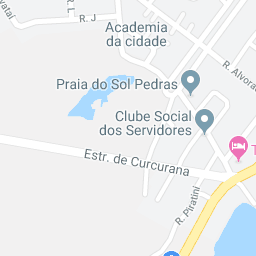 R. J
Academia
da cidade
R. Alvora
Praia do Sol Pedras
Clube Social
dos Servidores
Estr. de Curcurana
R. Piratini